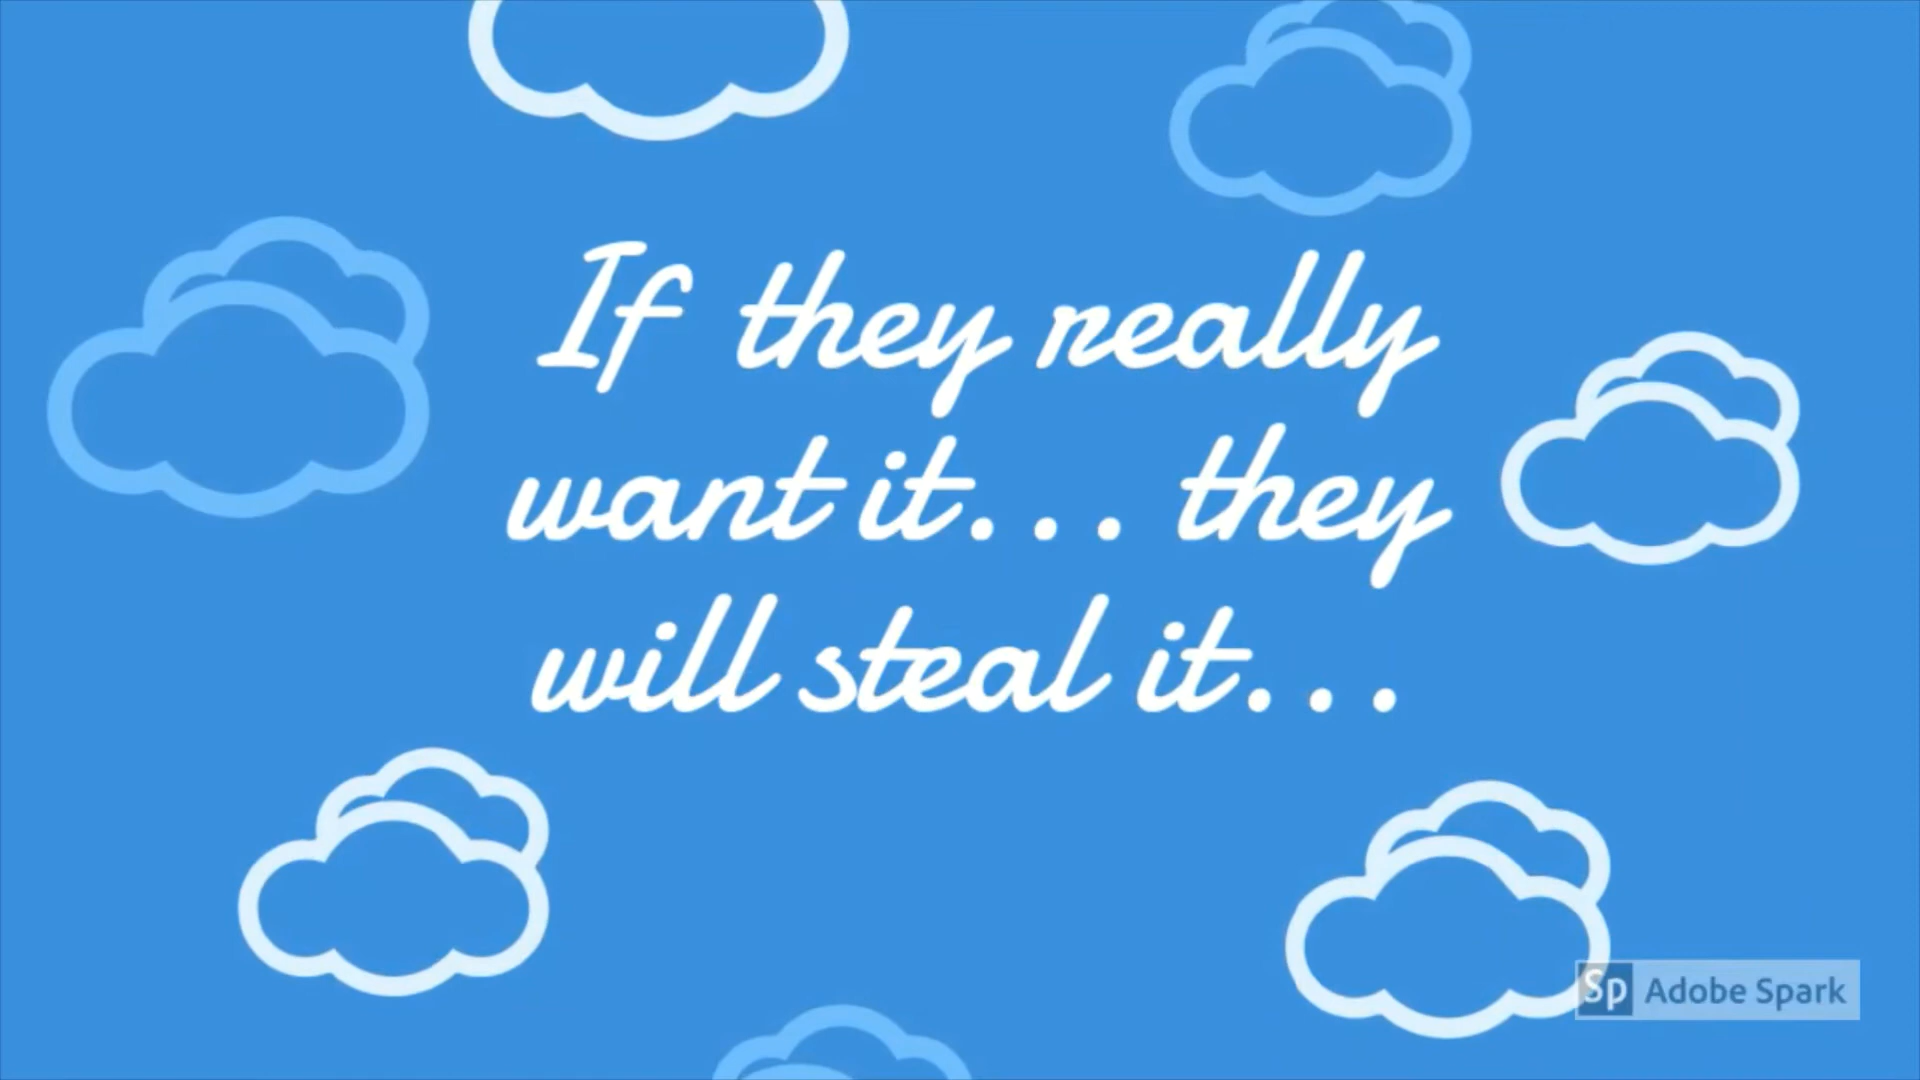 If they really
want it... they
will steal it...
Sp Adobe Spark